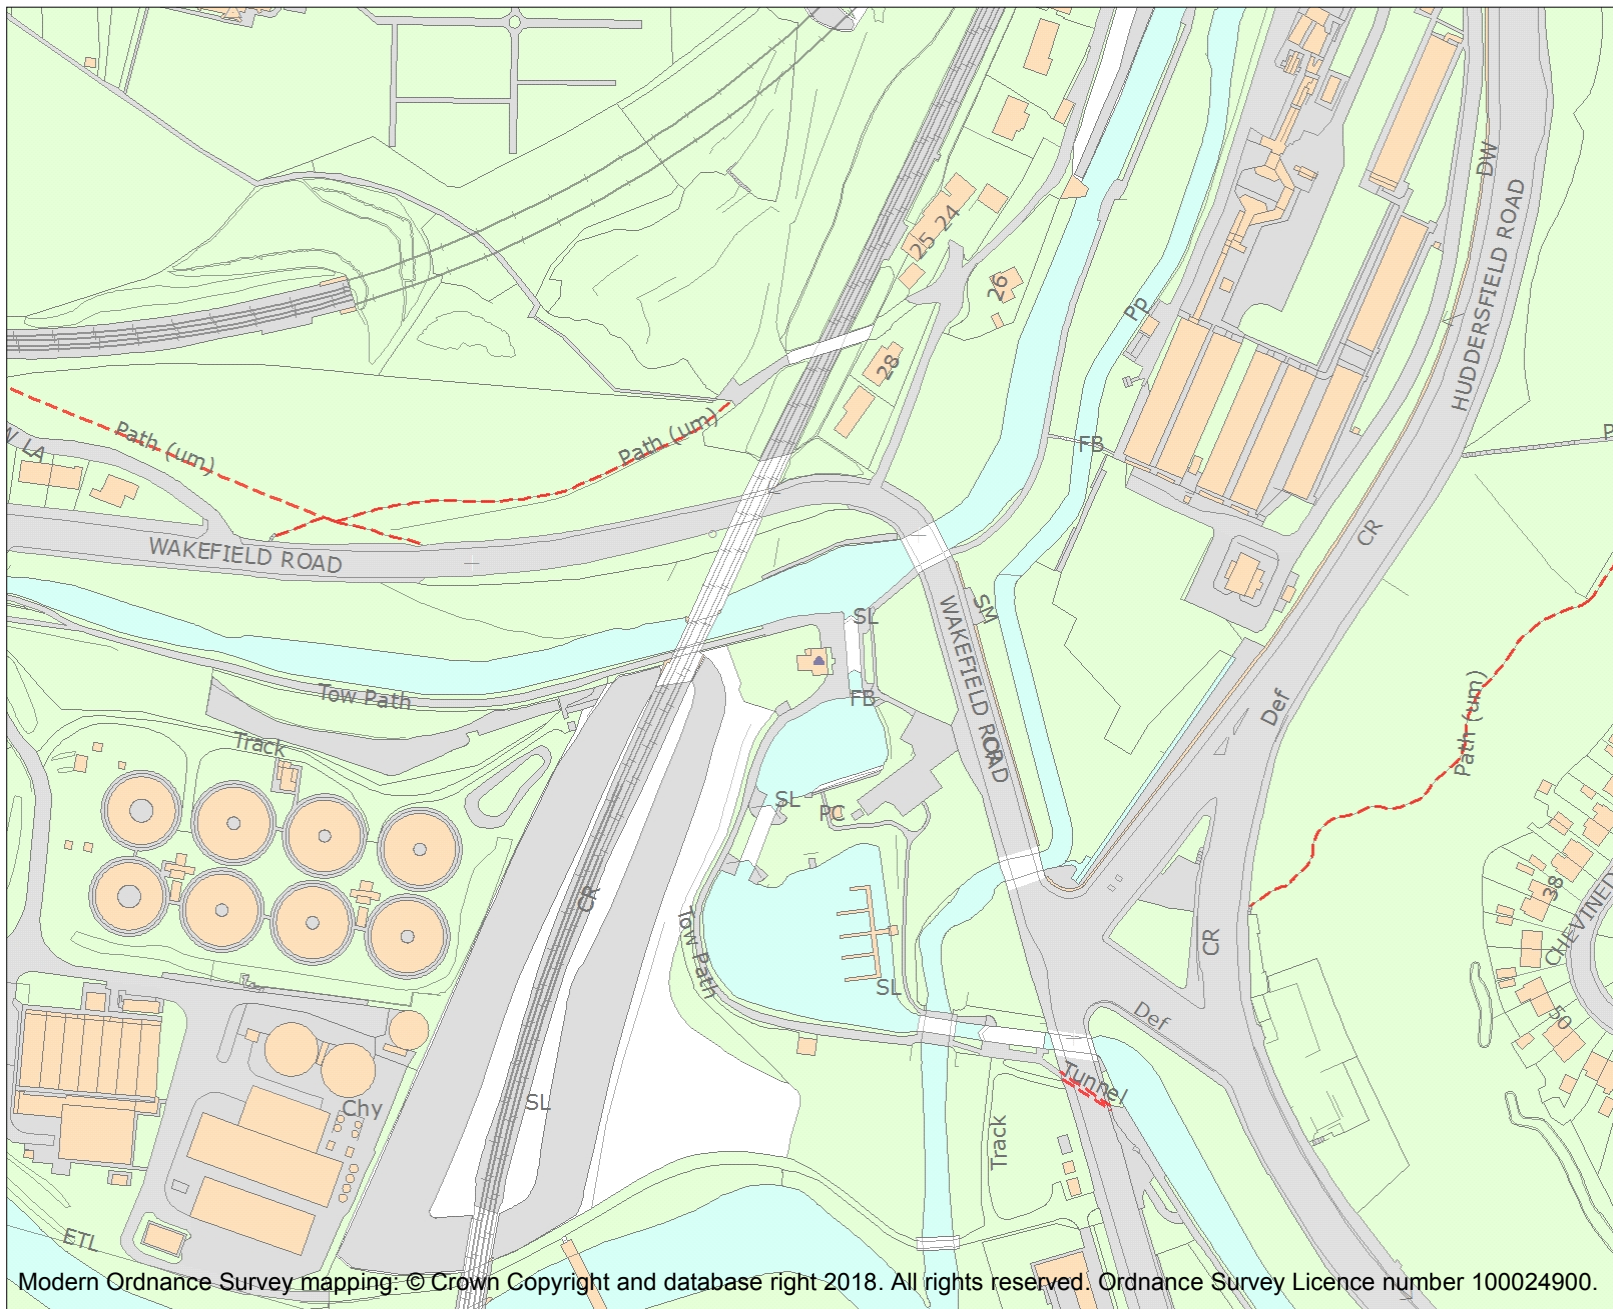 DW
HUDDERSFIELD ROAD
24
25
26
Pp
28
Path (um)
Path (um)
W LA
FB
P
CR
WAKEFIELD ROAD
SM
SL
WAKEFIELD ROAD
CR
Tow Path
FB
Def
Path (um)
Track
SL
PC
CR
38
CHEVINED
Tow Path
CR
SL
Def
50
Tunnel
Chy
SL
Track
ETL
Modern Ordnance Survey mapping: © Crown Copyright and database right 2018. All rights reserved. Ordnance Survey Licence number 100024900.